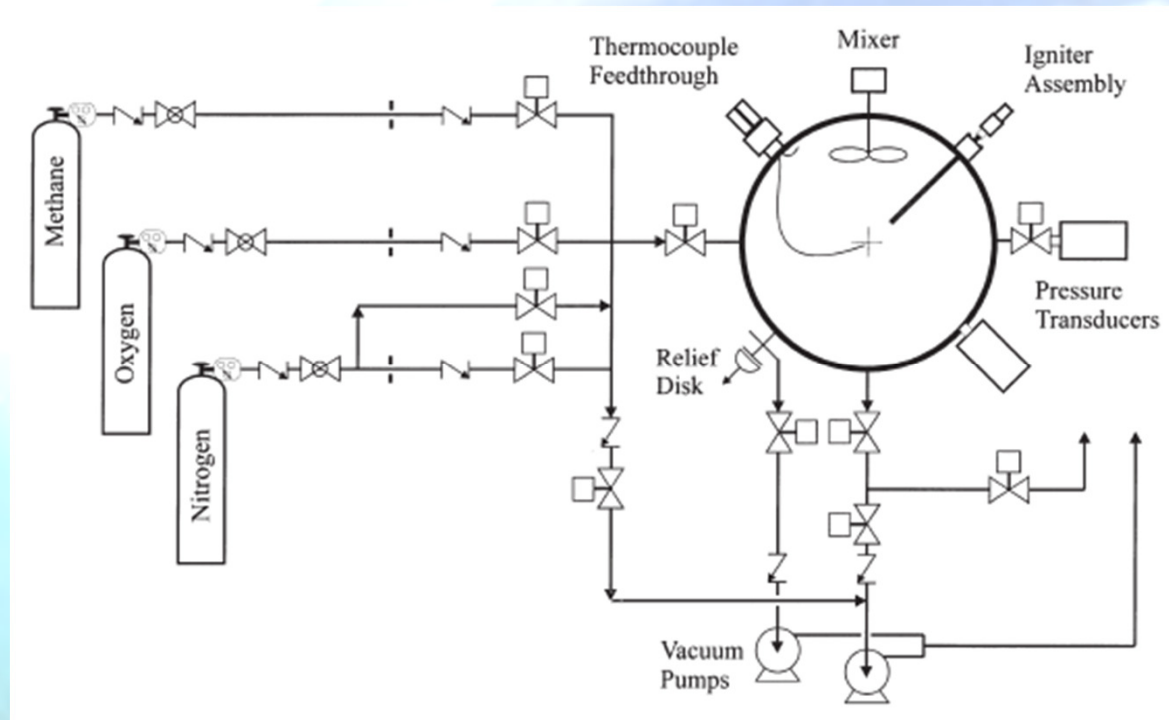 Thermocouple
Feedthrough
Mixer
Igniter
Assembly
Methane
Oxygen
Nitrogen
Pressure
Transducers
Relief
Disk
Vacuum
Pumps